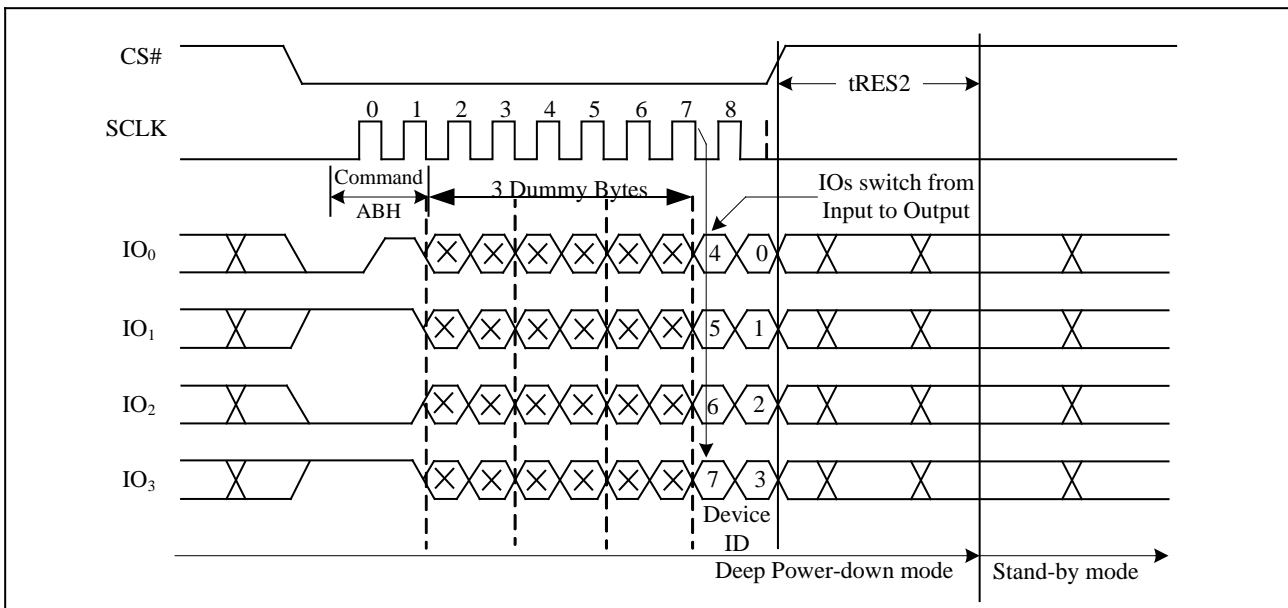 CS#
tRES2
0 1 2 3 4 5 6 7 8
SCLK
Command
ABH
3 Dummy Bytes
IOs switch from
Input to Output
IO₀
4 0
IO₁
5 1
IO₂
6 2
IO₃
7 3
Device
ID
Deep Power-down mode
Stand-by mode